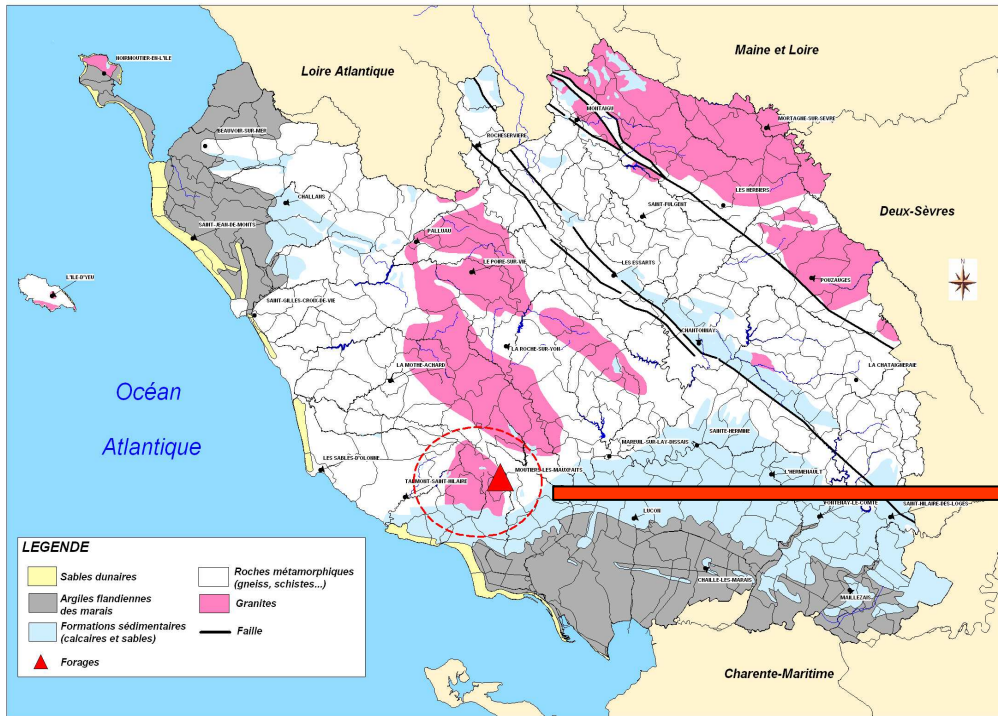 Maine et Loire
NOIRMOUTIER-EN-L'ILE
Loire Atlantique
MONTAIGU
MORTAGNE-SUR-SEVRE
BEAUVOIR-SUR-MER
ROCHESERVIERE
LES HERBIERS
CHALLANS
SAINT-FULGENT
Deux-Sèvres
SAINT-JEAN-DE-MONTS
PALLUAU
LE POIRE-SUR-VIE
LES ESSARTS
POUZAUGES
N
L'ILE-D'YEU
SAINT-GILLES-CROIX-DE-VIE
CHANTONNAY
LA ROCHE-SUR-YON
LA CHATAIGNERAIE
LA MOTHE-ACHARD
Océan
Atlantique
SAINTE-HERMINE
MAREUIL-SUR-LAY-DISSAIS
LES SABLES-D'OLONNE
MOUTIERS-LES-MAUXFAITS
L'HERMENAULT
TALMONT-SAINT-HILAIRE
FONTENAY-LE-COMTE
SAINT-HILAIRE-DES-LOGES
LUCON
CHAILLE-LES-MARAIS
MAILLEZAIS
LEGENDE
Sables dunaires
Roches métamorphiques
(gneiss, schistes...)
Argiles flandiennes
des marais
Granites
Formations sédimentaires
(calcaires et sables)
Faille
Forages
Charente-Maritime